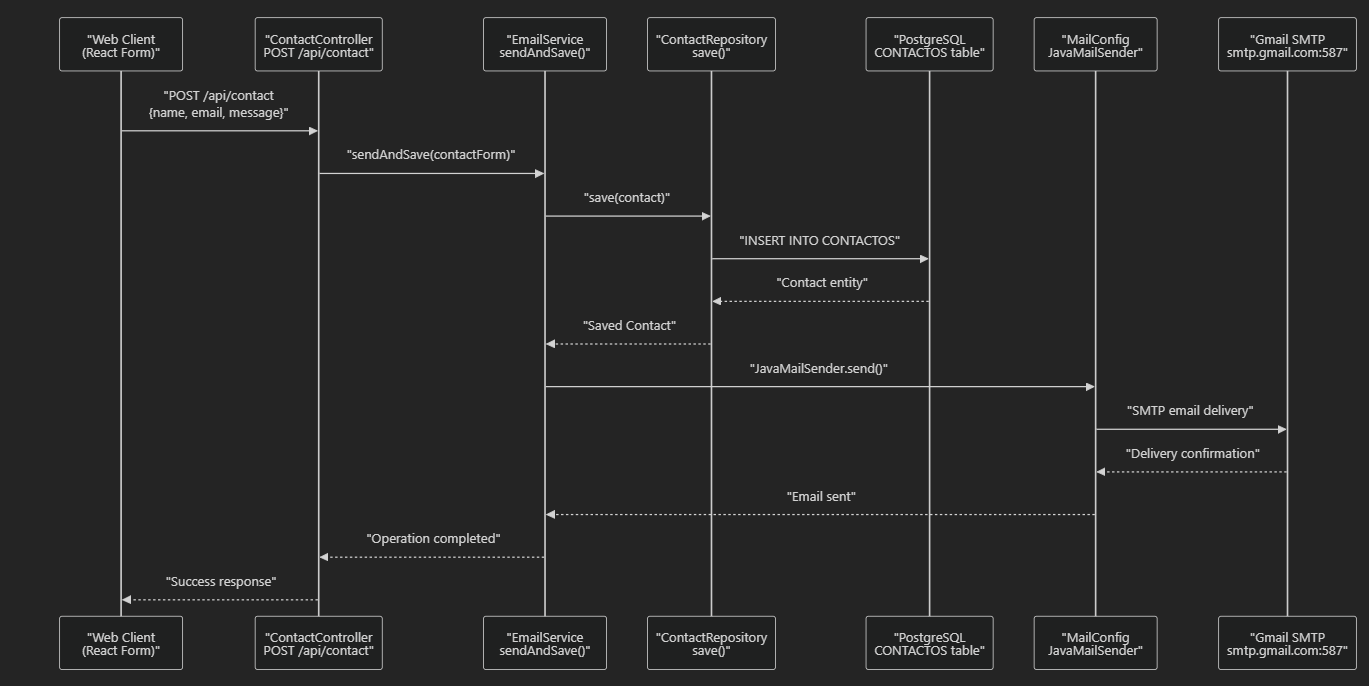 "Web Client
(React Form)"
"ContactController
POST /api/contact"
"EmailService
sendAndSave()"
"ContactRepository
save()"
"PostgreSQL
CONTACTOS table"
"MailConfig
JavaMailSender"
"Gmail SMTP
smtp.gmail.com:587"
"POST /api/contact
{name, email, message}"
"sendAndSave(contactForm)"
"save(contact)"
"INSERT INTO CONTACTOS"
"Contact entity"
"Saved Contact"
"JavaMailSender.send()"
"SMTP email delivery"
"Delivery confirmation"
"Email sent"
"Operation completed"
"Success response"
"Web Client
(React Form)"
"ContactController
POST /api/contact"
"EmailService
sendAndSave()"
"ContactRepository
save()"
"PostgreSQL
CONTACTOS table"
"MailConfig
JavaMailSender"
"Gmail SMTP
smtp.gmail.com:587"